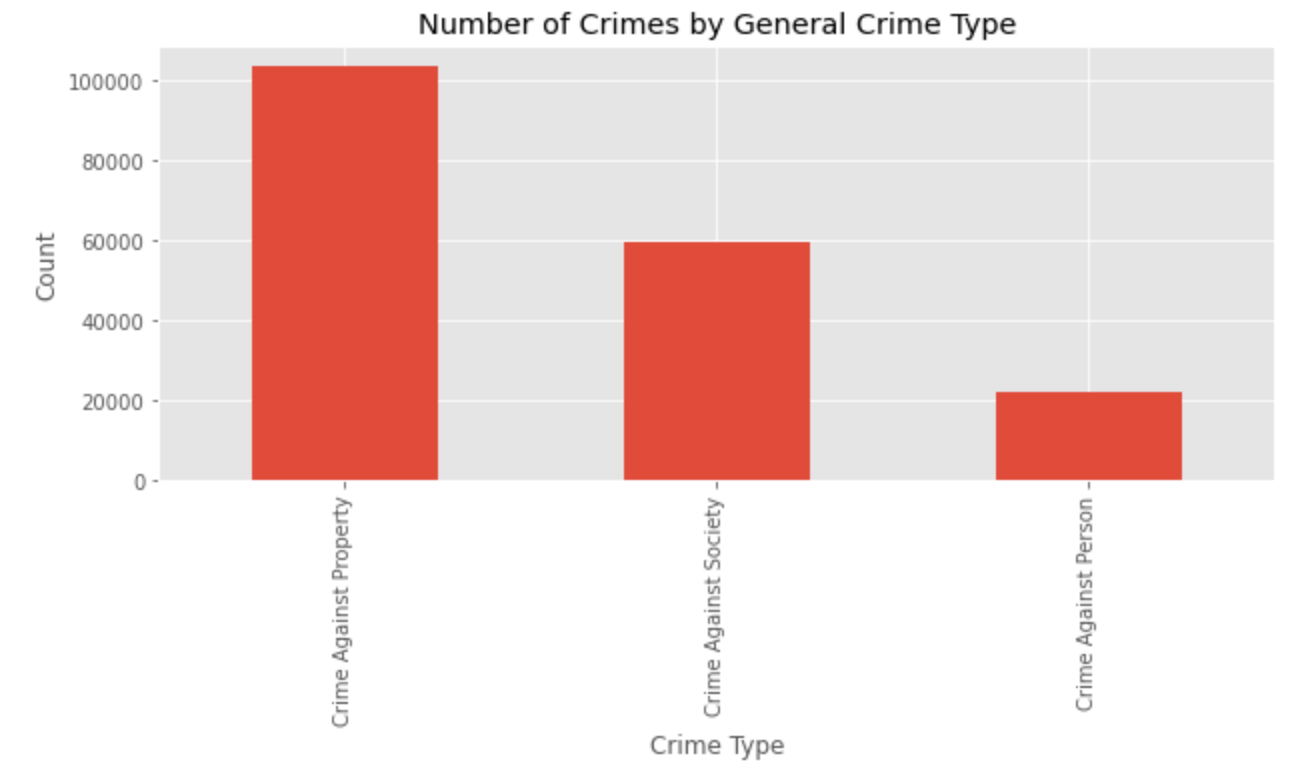 Number of Crimes by General Crime Type
Count
100000
80000
60000
40000
20000
0
Crime Against Property
Crime Against Society
Crime Against Person
Crime Type